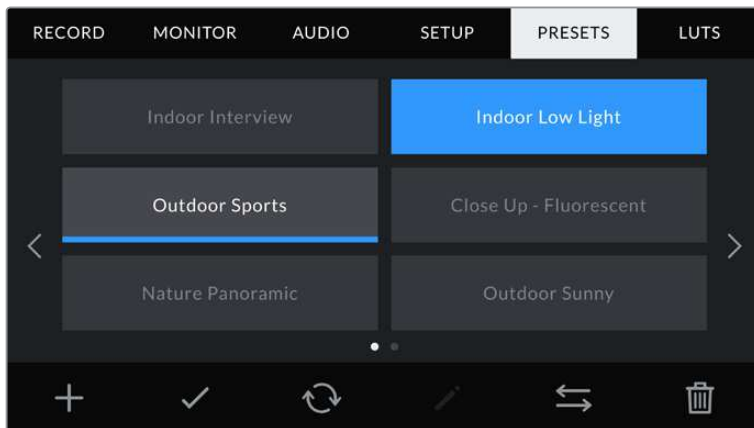 RECORD MONITOR AUDIO SETUP PRESETS LUTS
Indoor Interview Indoor Low Light
Outdoor Sports Close Up - Fluorescent
Nature Panoramic Outdoor Sunny